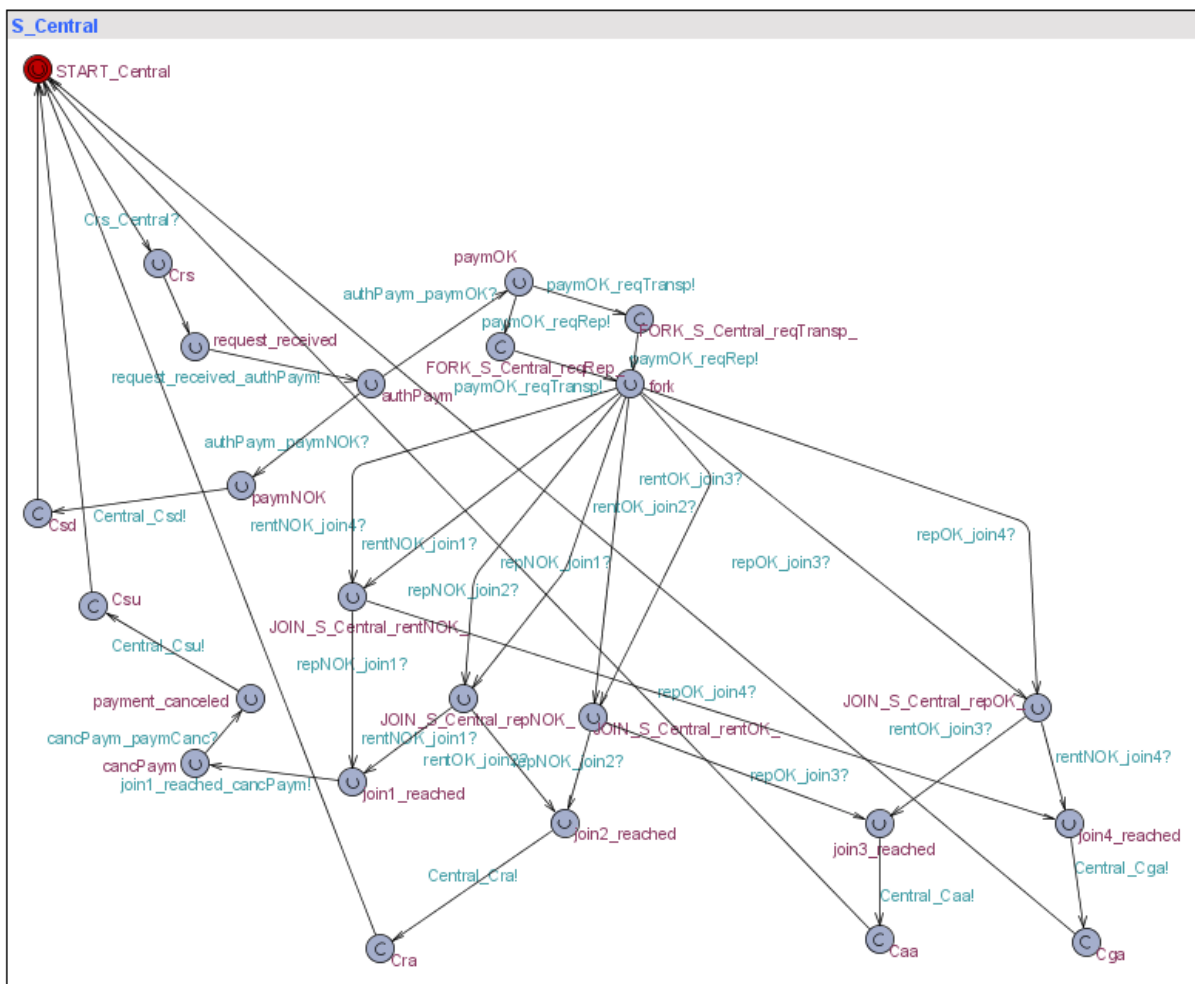 S_Central
START_Central
Crs_Central?
Crs
paymOK
authPaym_paymOK?
paymOK_reqTransp!
paymOK_reqRep!
FORK_S_Central_reqTransp_
request_received
FORK_S_Central_reqRep_
paymOK_reqRep!
request_received_authPaym!
authPaym
paymOK_reqTransp!
fork
authPaym_paymNOK?
paymNOK
Central_Csd!
Csd
rentNOK_join4?
rentNOK_join1?
repNOK_join2?
repNOK_join1?
rentOK_join2?
rentOK_join3?
repOK_join3?
repOK_join4?
Csu
JOIN_S_Central_rentNOK_
Central_Csu!
repNOK_join1?
payment_canceled
JOIN_S_Central_repNOK_
JOIN_S_Central_rentOK_
repOK_join4?
JOIN_S_Central_repOK_
cancPaym_paymCanc?
rentNOK_join1?
rentOK_join2?
repNOK_join2?
rentOK_join3?
rentNOK_join4?
cancPaym
join1_reached_cancPaym!
join1_reached
repOK_join3?
join2_reached
join3_reached
join4_reached
Central_Cra!
Central_Caa!
Central_Cga!
Cra
Caa
Cga